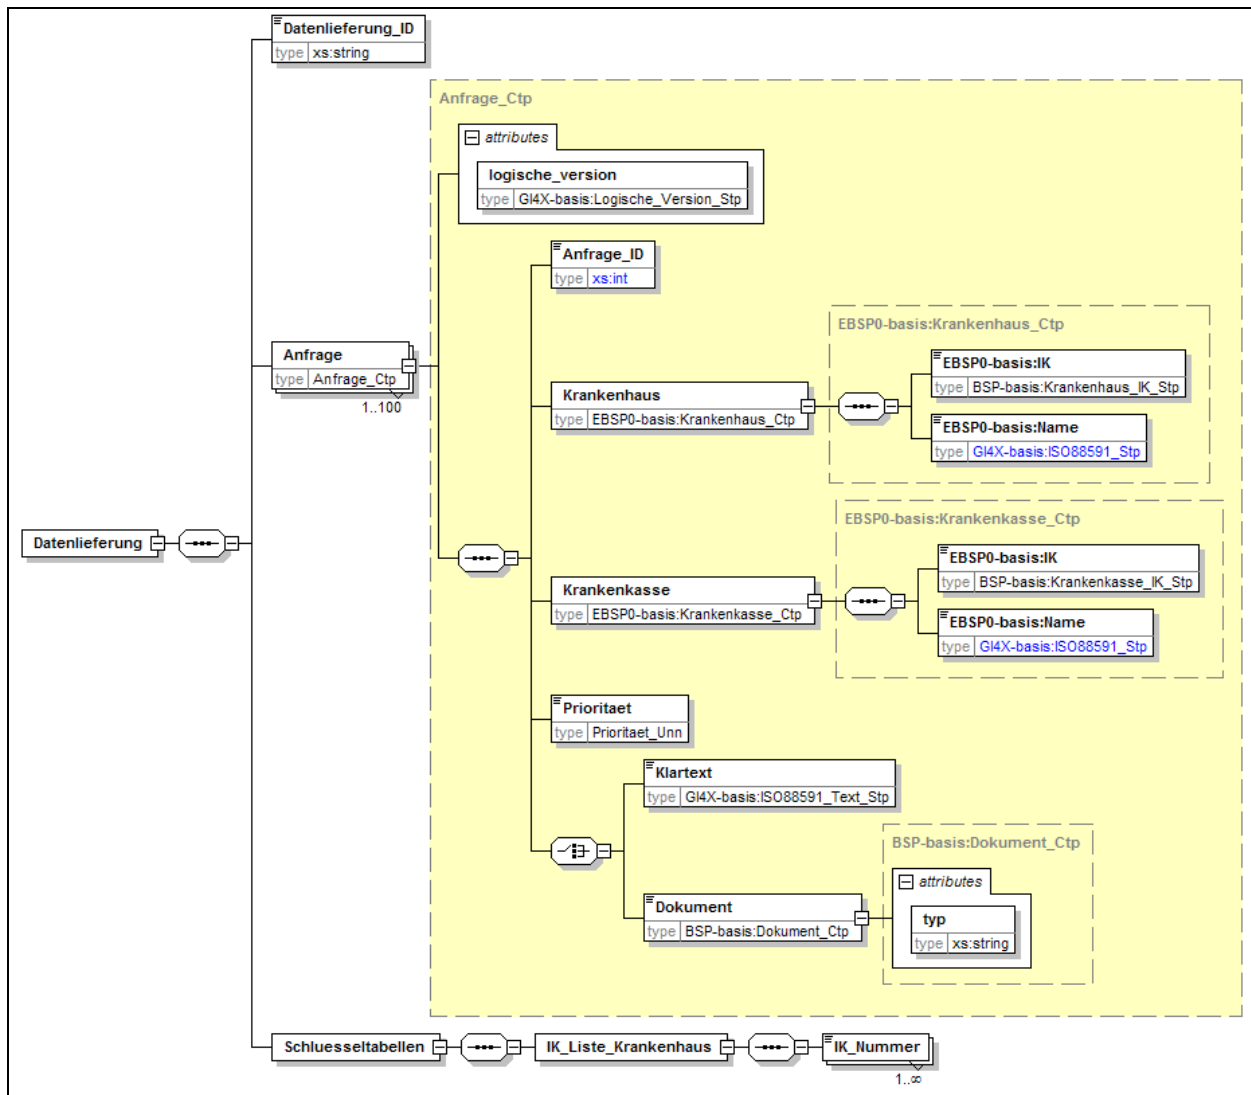 Datenlieferung_ID
type xs:string
Anfrage_Ctp
attributes
logische_version
type GI4X-basis:Logische_Version_Stp
Anfrage_ID
type xs:int
EBSP0-basis:Krankenhaus_Ctp
Anfrage
type Anfrage_Ctp
1..100
EBSP0-basis:IK
type BSP-basis:Krankenhaus_IK_Stp
Krankenhaus
type EBSP0-basis:Krankenhaus_Ctp
EBSP0-basis:Name
type GI4X-basis:ISO88591_Stp
EBSP0-basis:Krankenkasse_Ctp
Datenlieferung
EBSP0-basis:IK
type BSP-basis:Krankenkasse_IK_Stp
Krankenkasse
type EBSP0-basis:Krankenkasse_Ctp
EBSP0-basis:Name
type GI4X-basis:ISO88591_Stp
Prioritaet
type Prioritaet_Unn
Klartext
type GI4X-basis:ISO88591_Text_Stp
BSP-basis:Dokument_Ctp
attributes
Dokument
type BSP-basis:Dokument_Ctp
typ
type xs:string
Schluesseltabellen
IK_Liste_Krankenhaus
IK_Nummer
1..∞